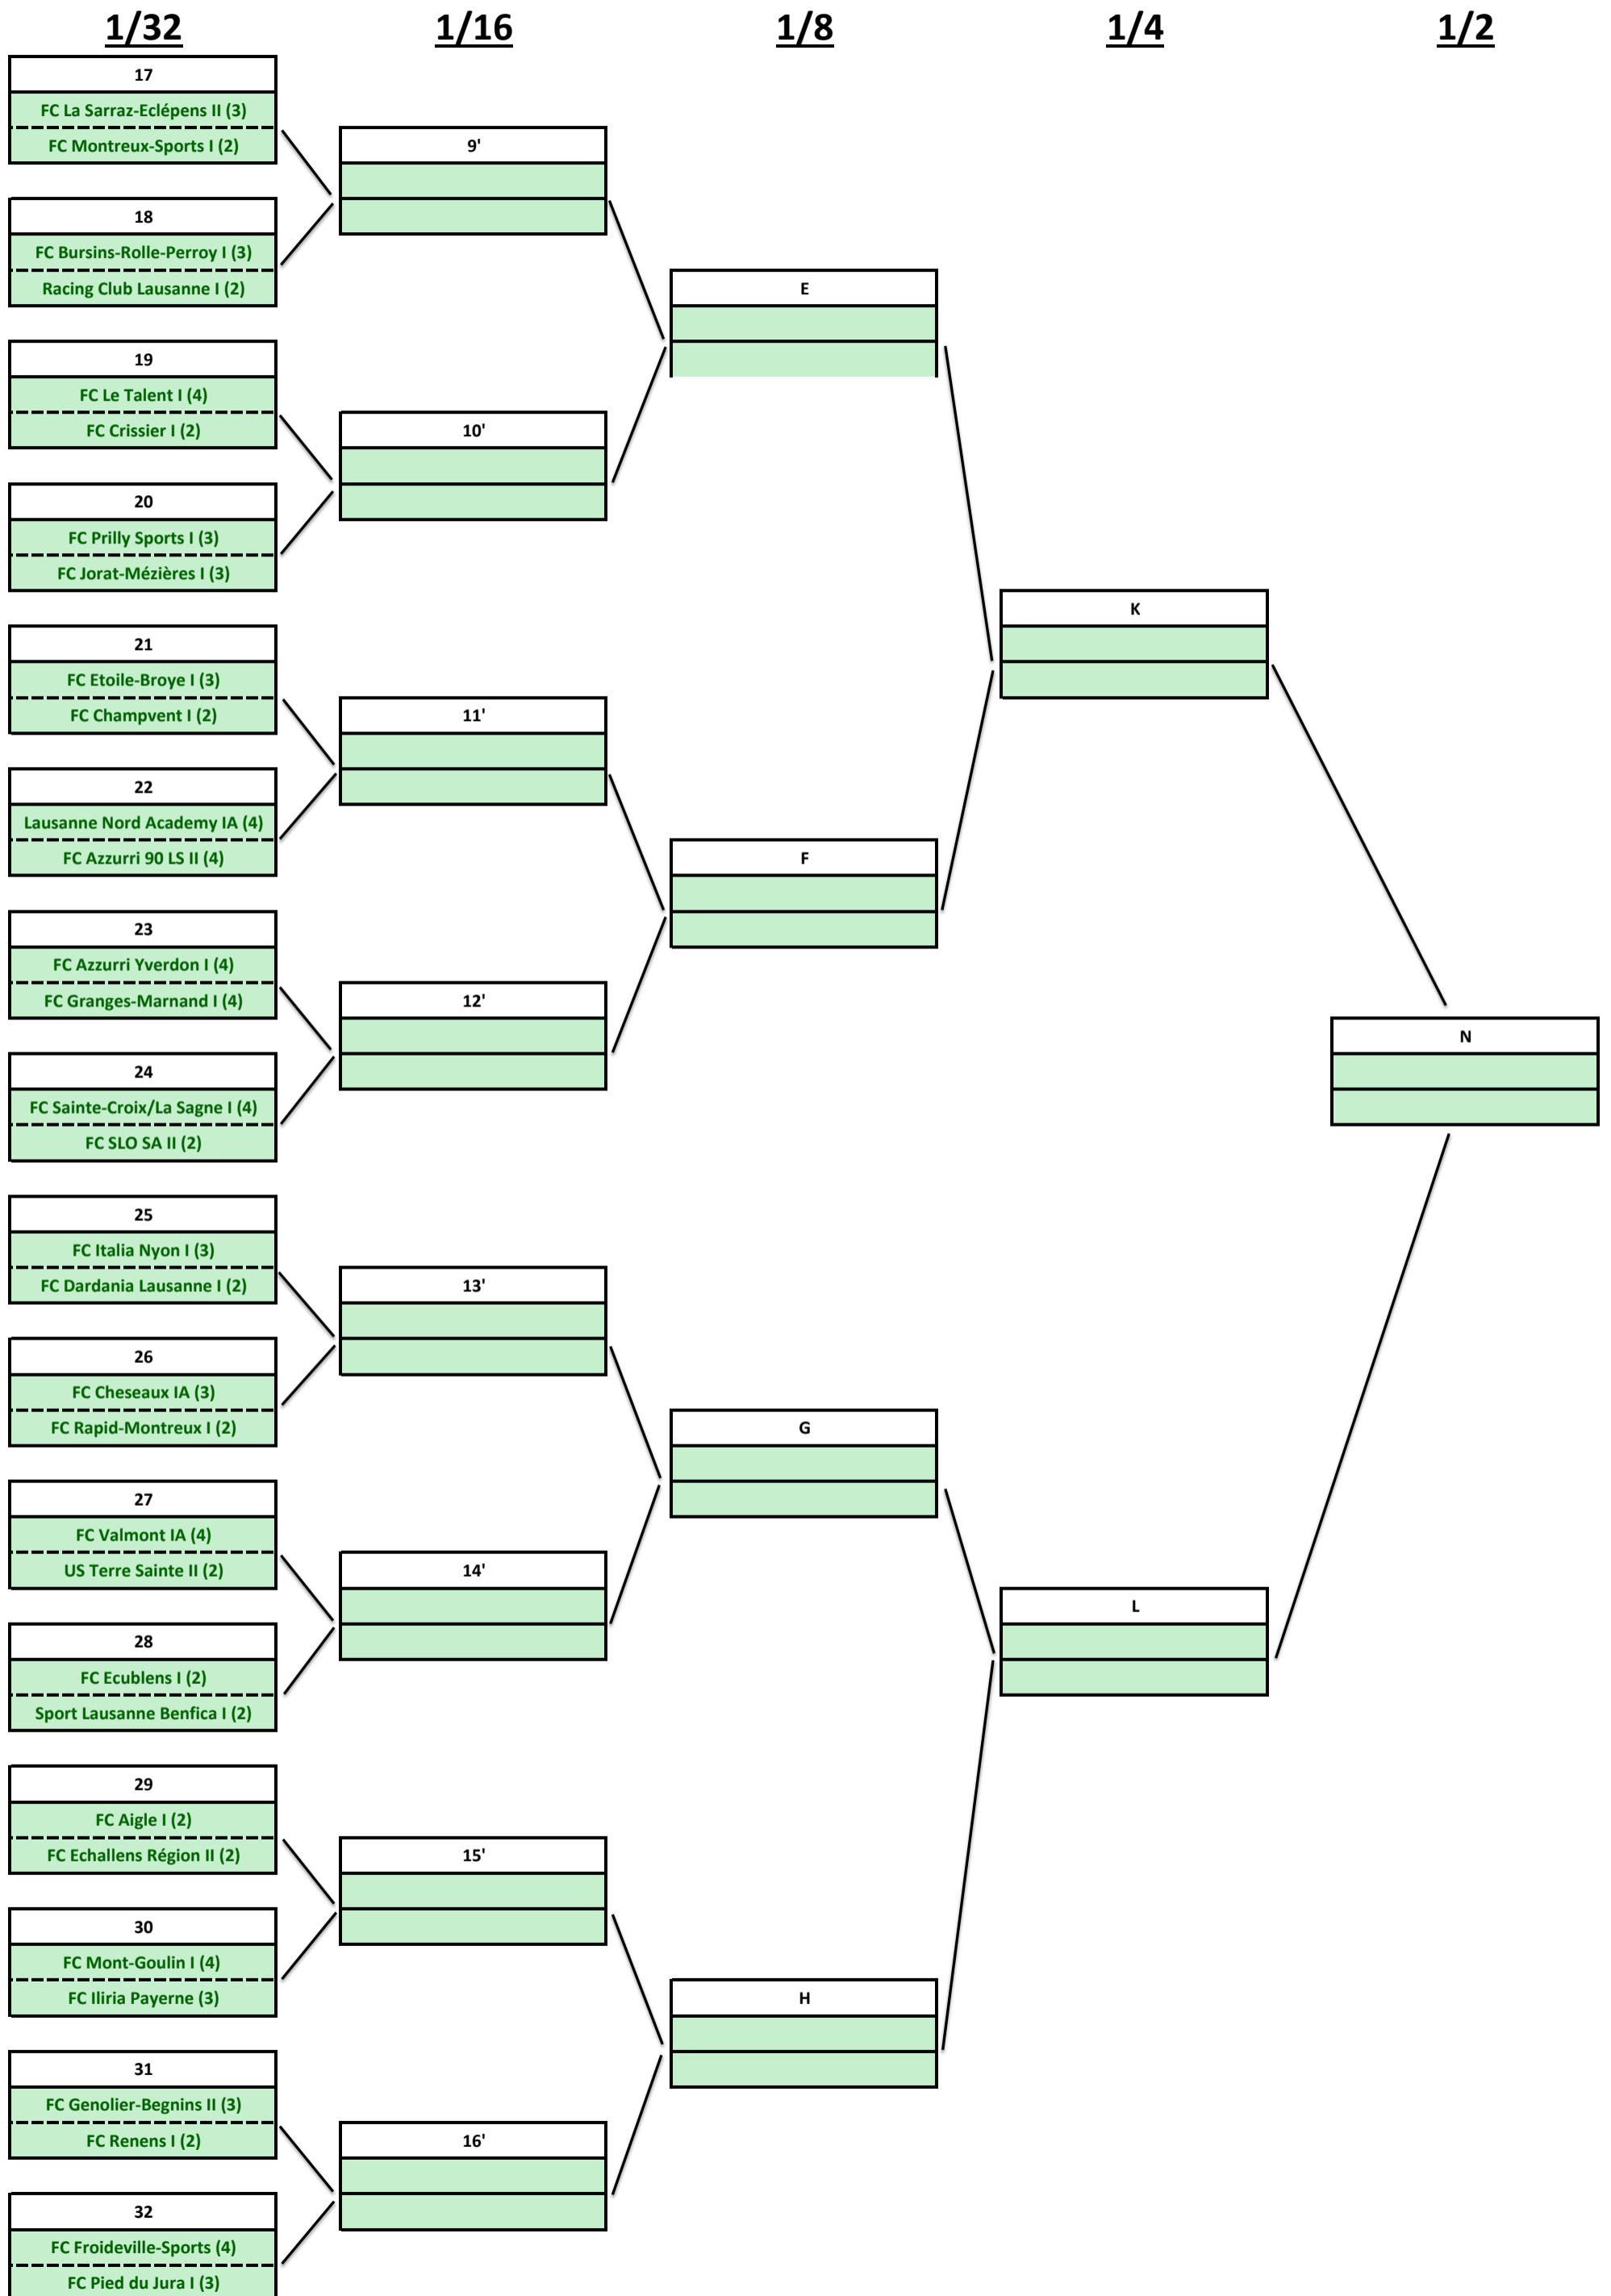 1/32 1/16 1/8 1/4 1/2
17
FC La Sarraz-Eclépens II (3)
FC Montreux-Sports I (2)
9'
18
FC Bursins-Rolle-Perroy I (3)
Racing Club Lausanne I (2)
E
19
FC Le Talent I (4)
FC Crissier I (2)
10'
20
FC Prilly Sports I (3)
FC Jorat-Mézières I (3)
K
21
FC Etoile-Broye I (3)
FC Champvent I (2)
11'
22
Lausanne Nord Academy IA (4)
FC Azzurri 90 LS II (4)
F
23
FC Azzurri Yverdon I (4)
FC Granges-Marnand I (4)
12'
N
24
FC Sainte-Croix/La Sagne I (4)
FC SLO SA II (2)
25
FC Italia Nyon I (3)
FC Dardania Lausanne I (2)
13'
26
FC Cheseaux IA (3)
FC Rapid-Montreux I (2)
G
27
FC Valmont IA (4)
US Terre Sainte II (2)
14'
L
28
FC Ecublens I (2)
Sport Lausanne Benfica I (2)
29
FC Aigle I (2)
FC Echallens Région II (2)
15'
30
FC Mont-Goulin I (4)
FC Iliria Payerne (3)
H
31
FC Genolier-Begnins II (3)
FC Renens I (2)
16'
32
FC Froideville-Sports (4)
FC Pied du Jura I (3)